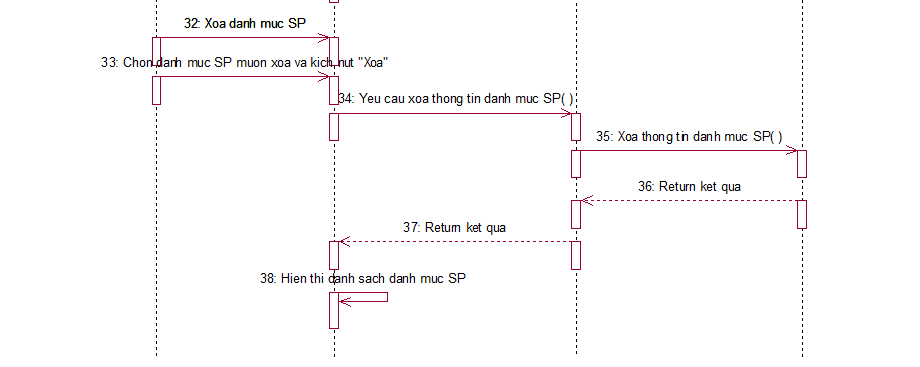 32: Xoa danh muc SP
33: Chon danh muc SP muon xoa va kich nut "Xoa"
34: Yeu cau xoa thong tin danh muc SP( )
35: Xoa thong tin danh muc SP( )
36: Return ket qua
37: Return ket qua
38: Hien thi danh sach danh muc SP